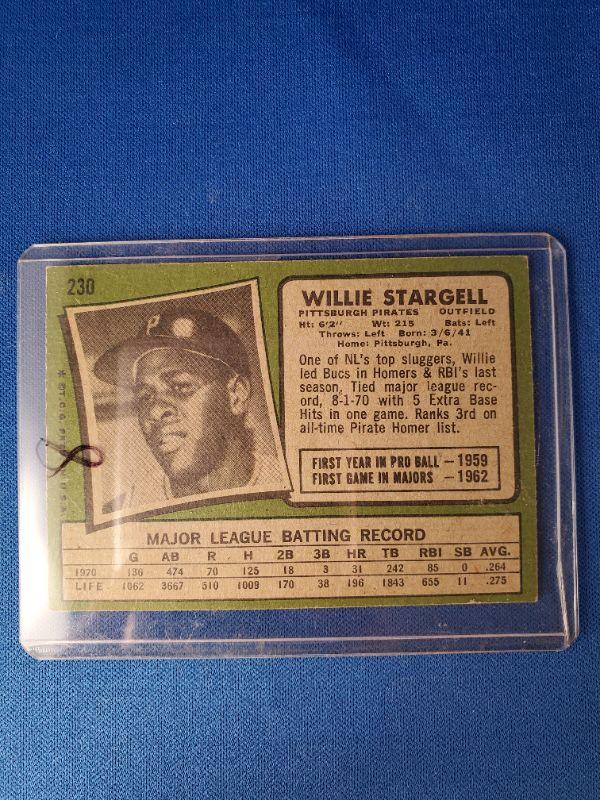 230
WILLIE STARGELL
PITTSBURGH PIRATES OUTFIELD
Ht: 6'2" Wt: 215 Bats: Left
Throws: Left Born: 3/6/41
Home: Pittsburgh, Pa.
One of NL's top sluggers, Willie
led Bucs in Homers & RBI's last
season, Tied major league rec-
ord, 8-1-70 with 5 Extra Base
Hits in one game. Ranks 3rd on
all-time Pirate Homer list.
FIRST YEAR IN PRO BALL — 1959
FIRST GAME IN MAJORS — 1962
P
8
MAJOR LEAGUE BATTING RECORD
G AB R H 2B 3B HR TB RBI SB AVG.
1970 136 474 70 125 18 3 31 242 85 0 .264
LIFE 1062 3667 510 1009 170 38 196 1843 655 11 .275